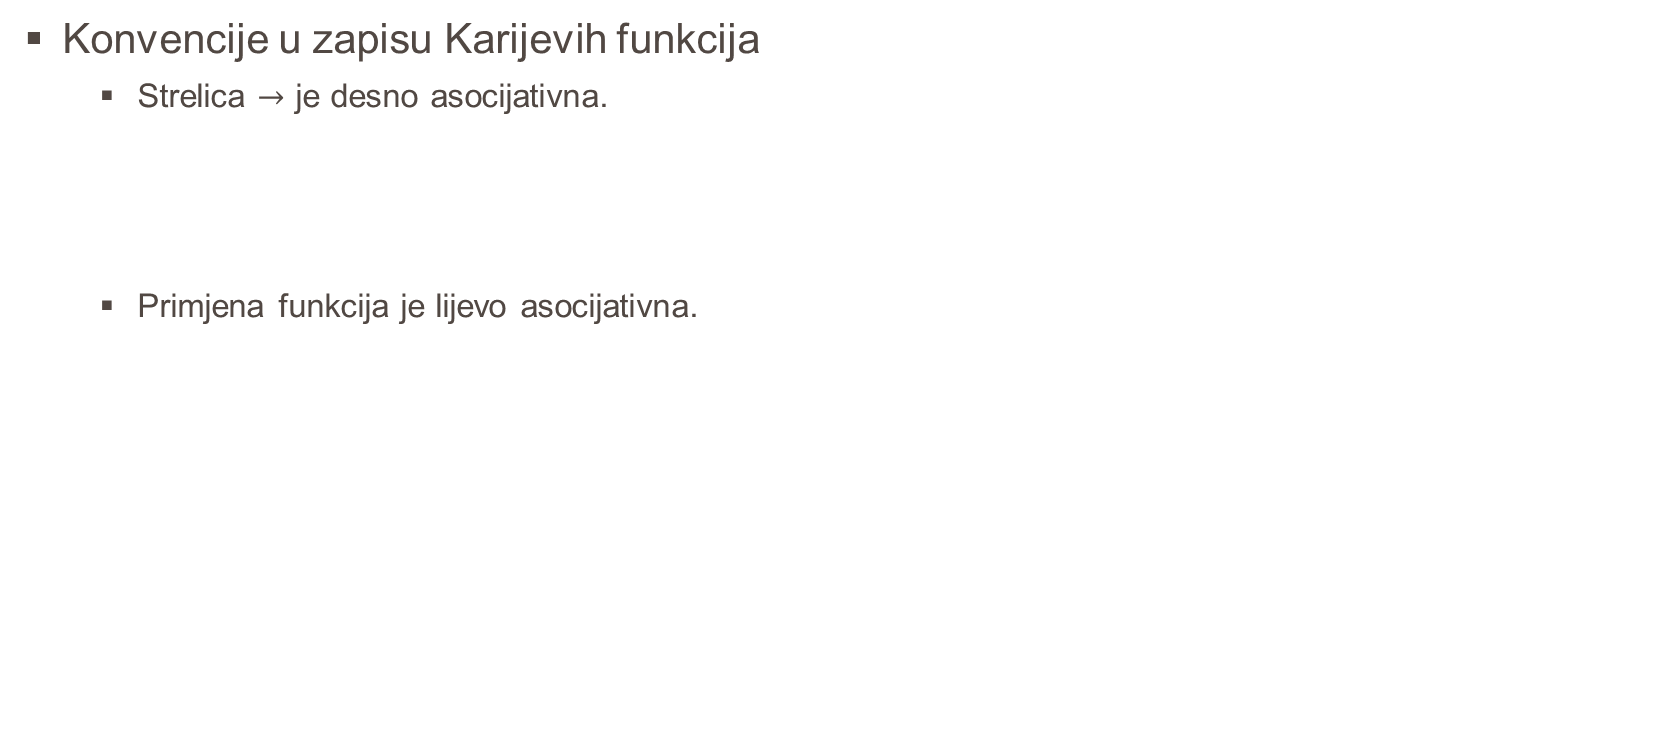 ▪ Konvencije u zapisu Karijevih funkcija
▪ Strelica → je desno asocijativna.
▪ Primjena funkcija je lijevo asocijativna.